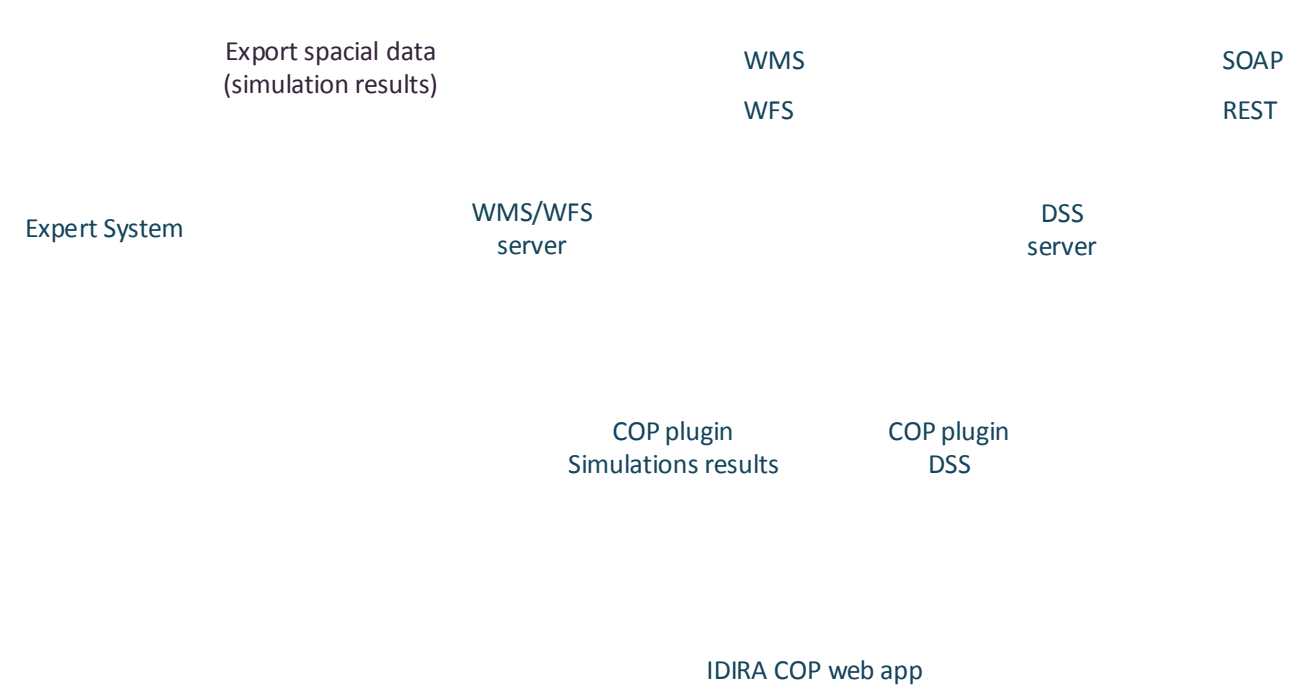 Export spacial data
(simulation results)
WMS
SOAP
WFS
REST
Expert System
WMS/WFS
server
DSS
server
COP plugin
Simulations results
COP plugin
DSS
IDIRA COP web app